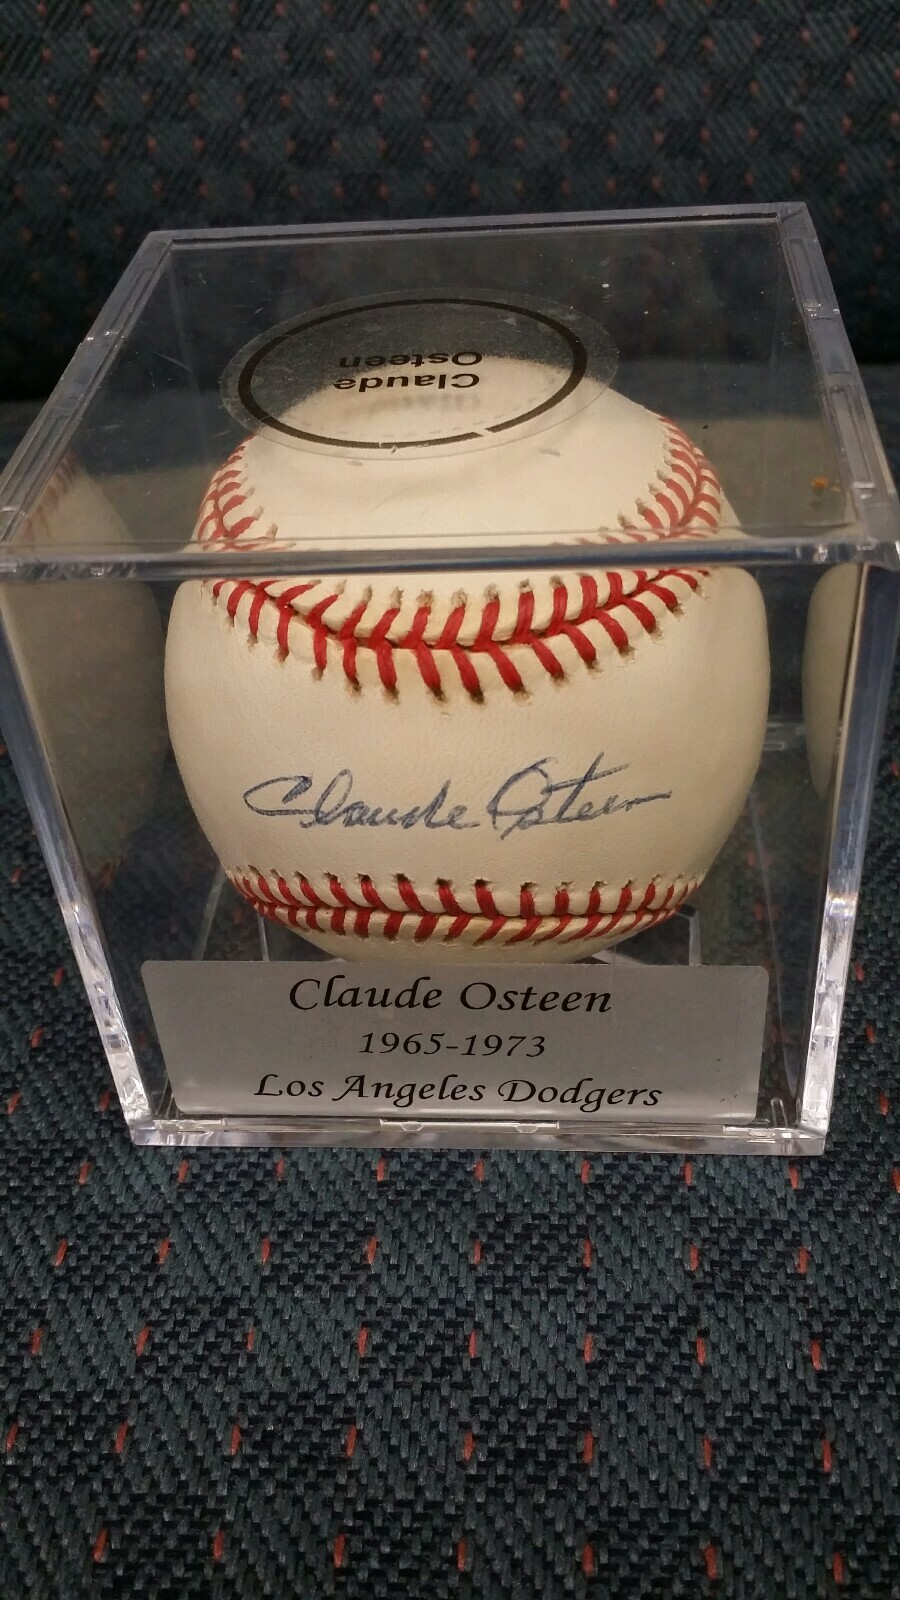 Claude
Osteen
Claude Osteen
Claude Osteen
1965-1973
Los Angeles Dodgers